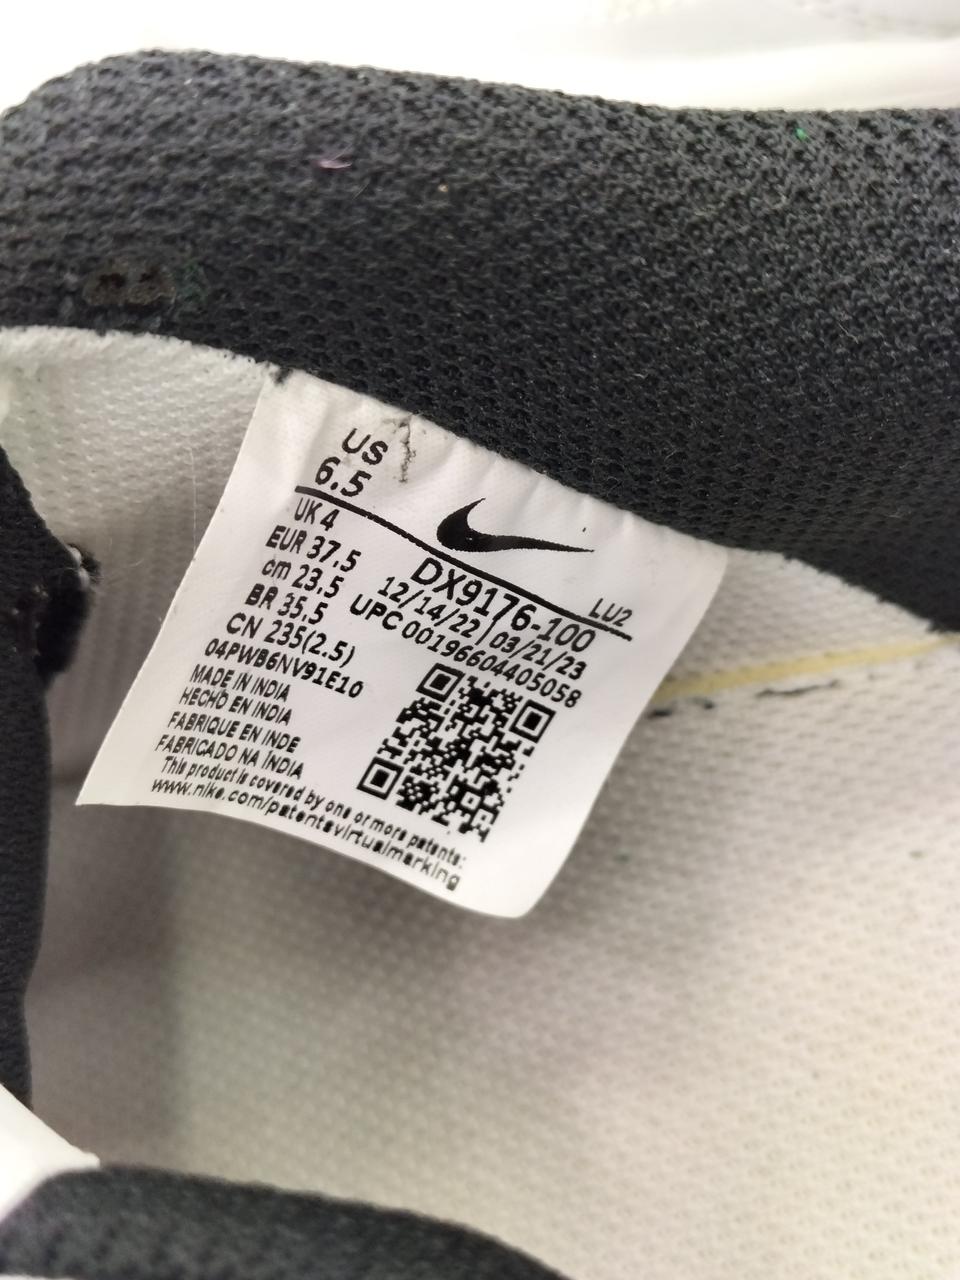 US
6.5
UK 4
EUR 37.5
cm 23.5
BR 35.5
CN 235(2.5)
04PWB6NV91E10
LU2
DX9176-100
12/14/22 03/21/23
UPC 00196604405058
MADE IN INDIA
HECHO EN INDIA
FABRIQUE EN INDE
FABRICADO NA ÍNDIA
This product is covered by one or more patents:
www.nike.com/patentsvirtualmarking